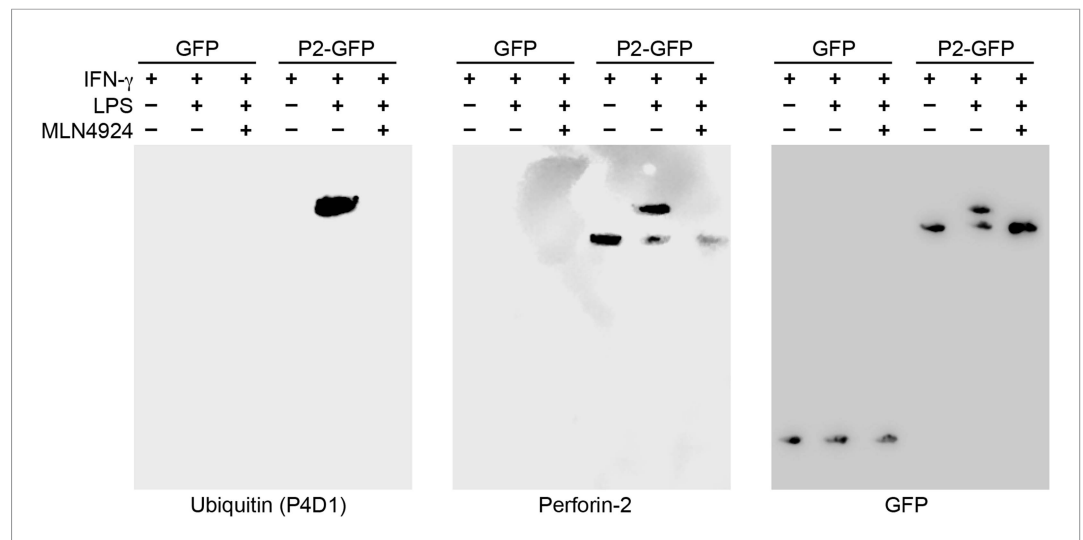 GFP P2-GFP GFP P2-GFP GFP P2-GFP
IFN-γ + + + + + + + + + + + + + + + + + +
LPS – + + – + + – + + – + + – + + – + +
MLN4924 – – + – – + – – + – – + – – + – – +
Ubiquitin (P4D1) Perforin-2 GFP